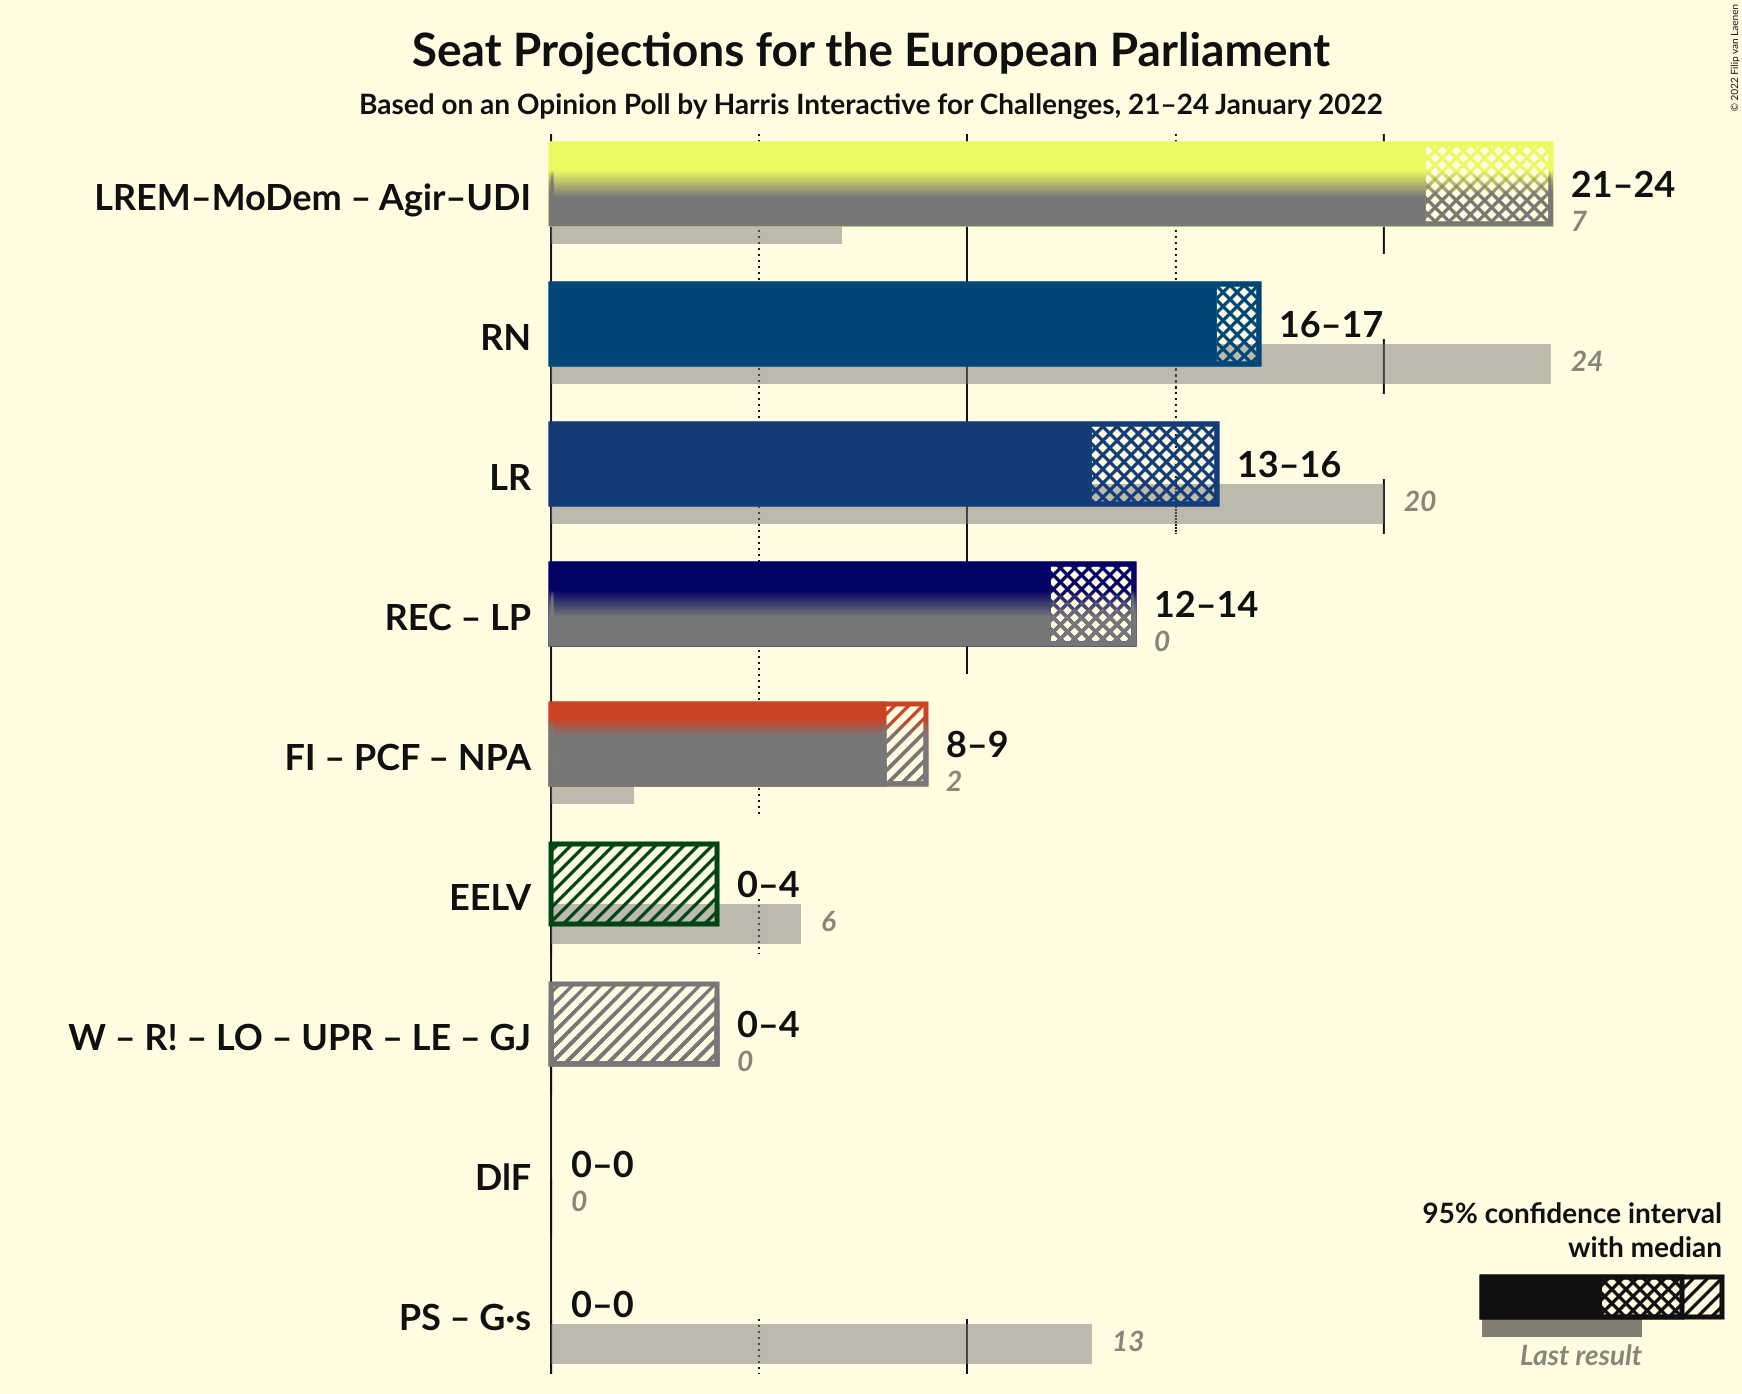 Seat Projections for the European Parliament
Based on an Opinion Poll by Harris Interactive for Challenges, 21–24 January 2022
© 2022 Filip van Laenen
LREM–MoDem – Agir–UDI
21–24
7
RN
16–17
24
LR
13–16
20
REC – LP
12–14
0
FI – PCF – NPA
8–9
2
EELV
0–4
6
W – R! – LO – UPR – LE – GJ
0–4
0
DlF
0–0
0
PS – G·s
0–0
13
95% confidence interval
with median
Last result